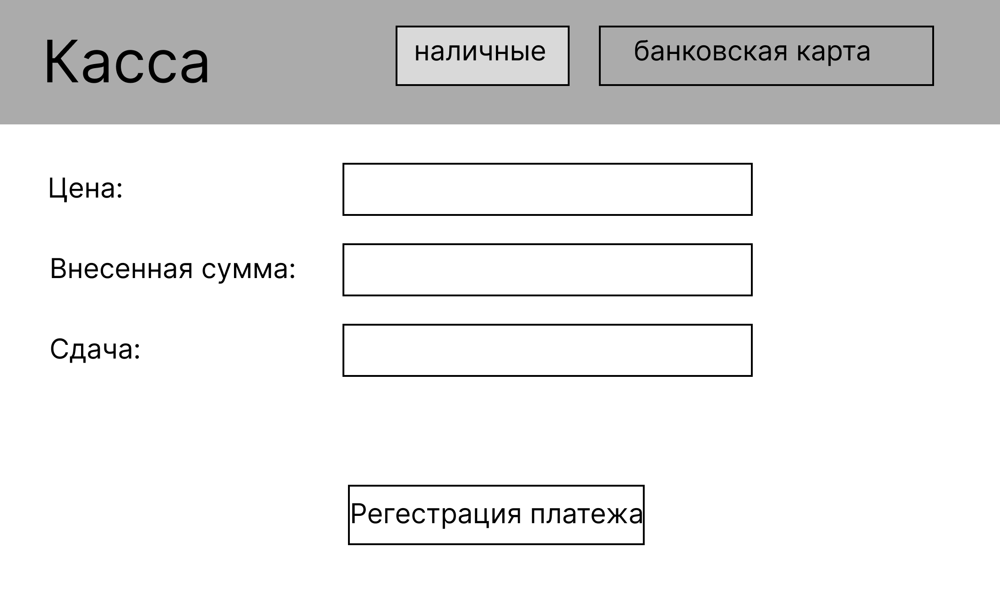 Касса
наличные
банковская карта
Цена:
Внесенная сумма:
Сдача:
Регестрация платежа